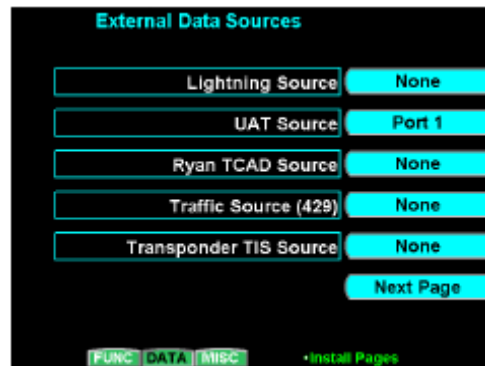 External Data Sources
Lightning Source None
UAT Source Port 1
Ryan TCAD Source None
Traffic Source (429) None
Transponder TIS Source None
Next Page
FUNC DATA MISC •Install Pages